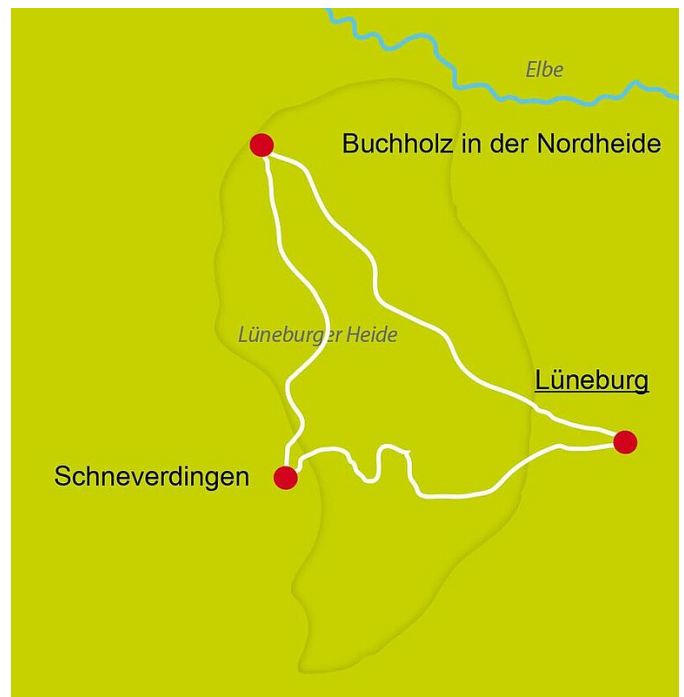 Elbe
Buchholz in der Nordheide
Lüneburger Heide
Lüneburg
Schneverdingen